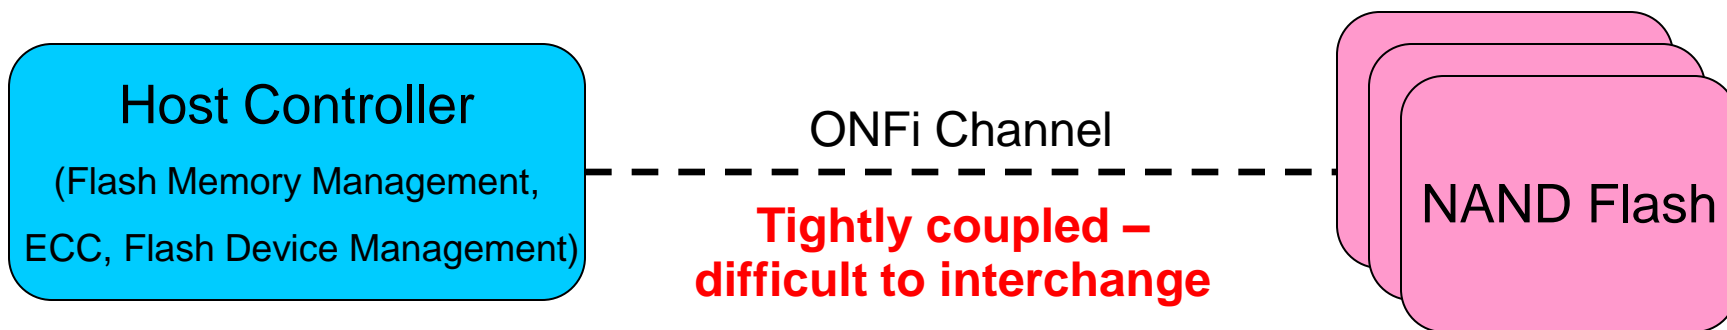 Host Controller
(Flash Memory Management,
ECC, Flash Device Management)
ONFi Channel
Tightly coupled –
difficult to interchange
NAND Flash